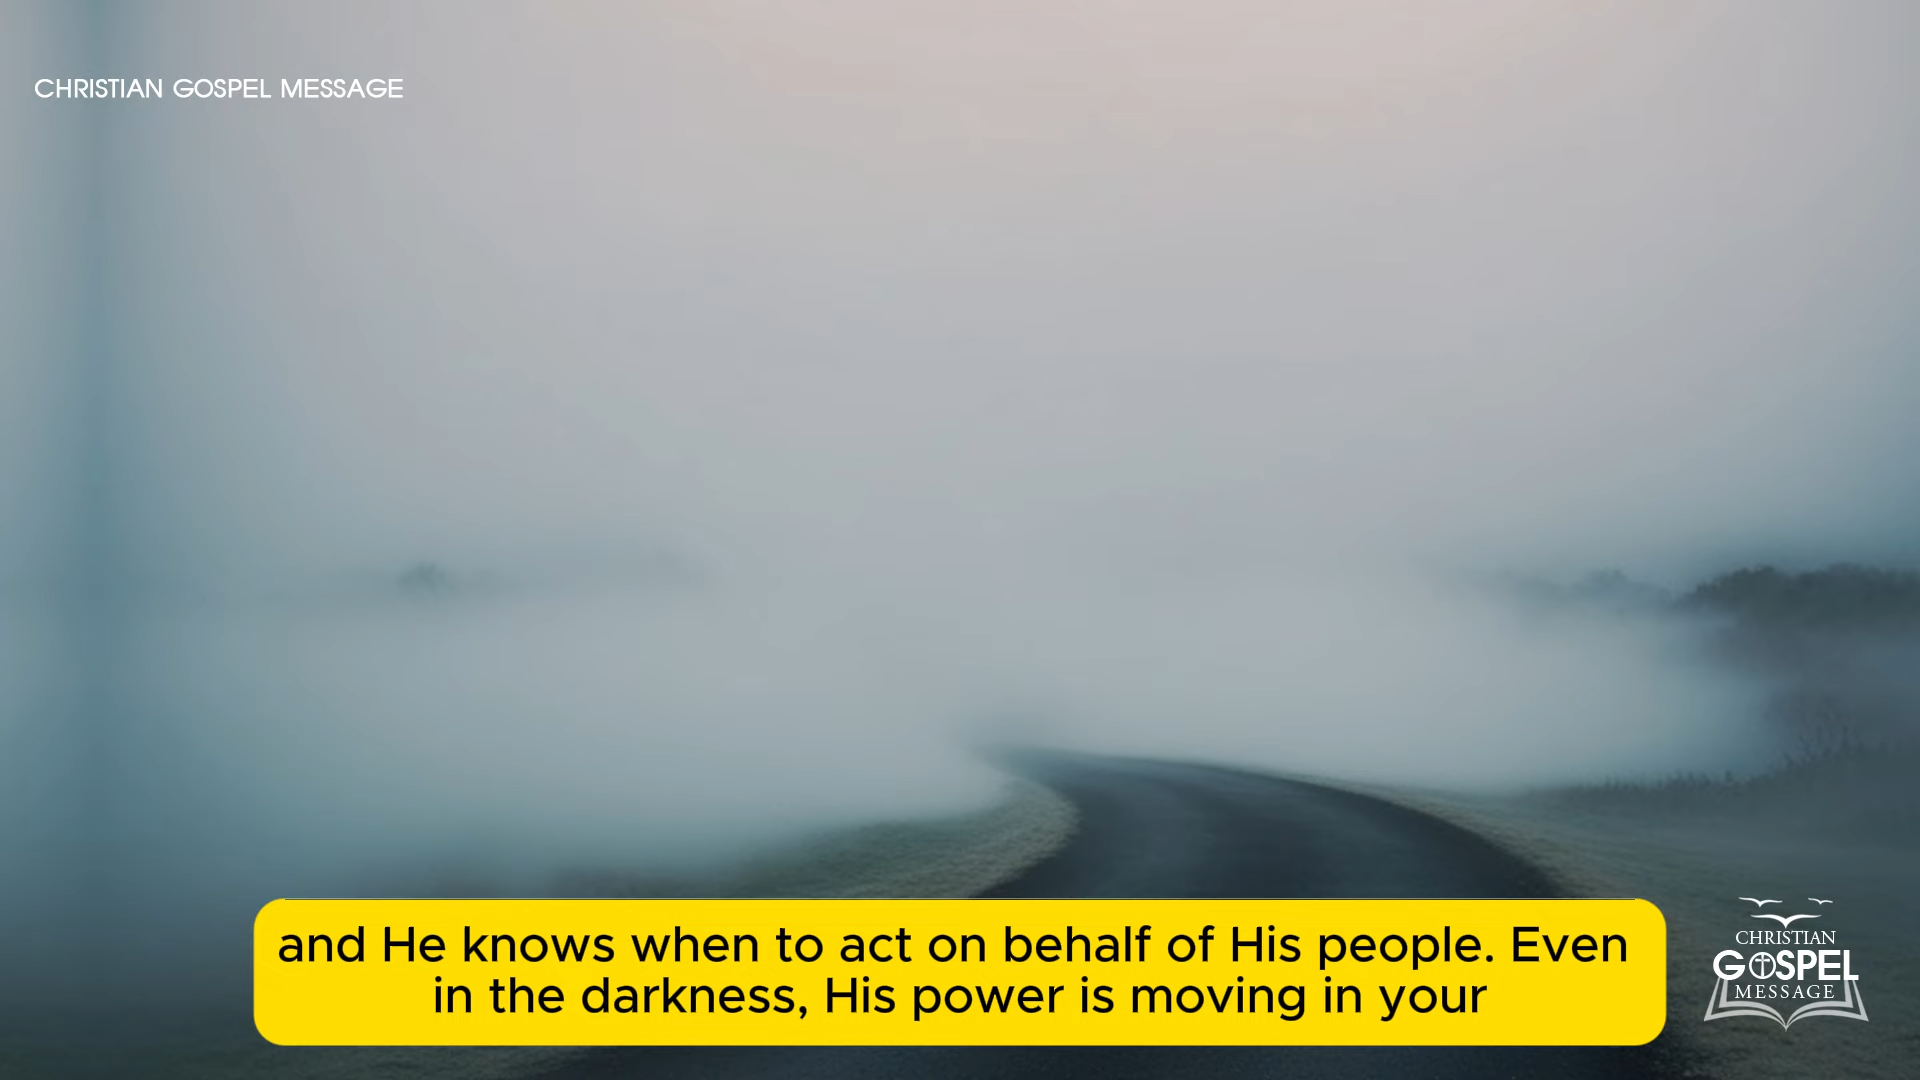 CHRISTIAN GOSPEL MESSAGE
and He knows when to act on behalf of His people. Even
in the darkness, His power is moving in your
CHRISTIAN
GOSPEL
MESSAGE